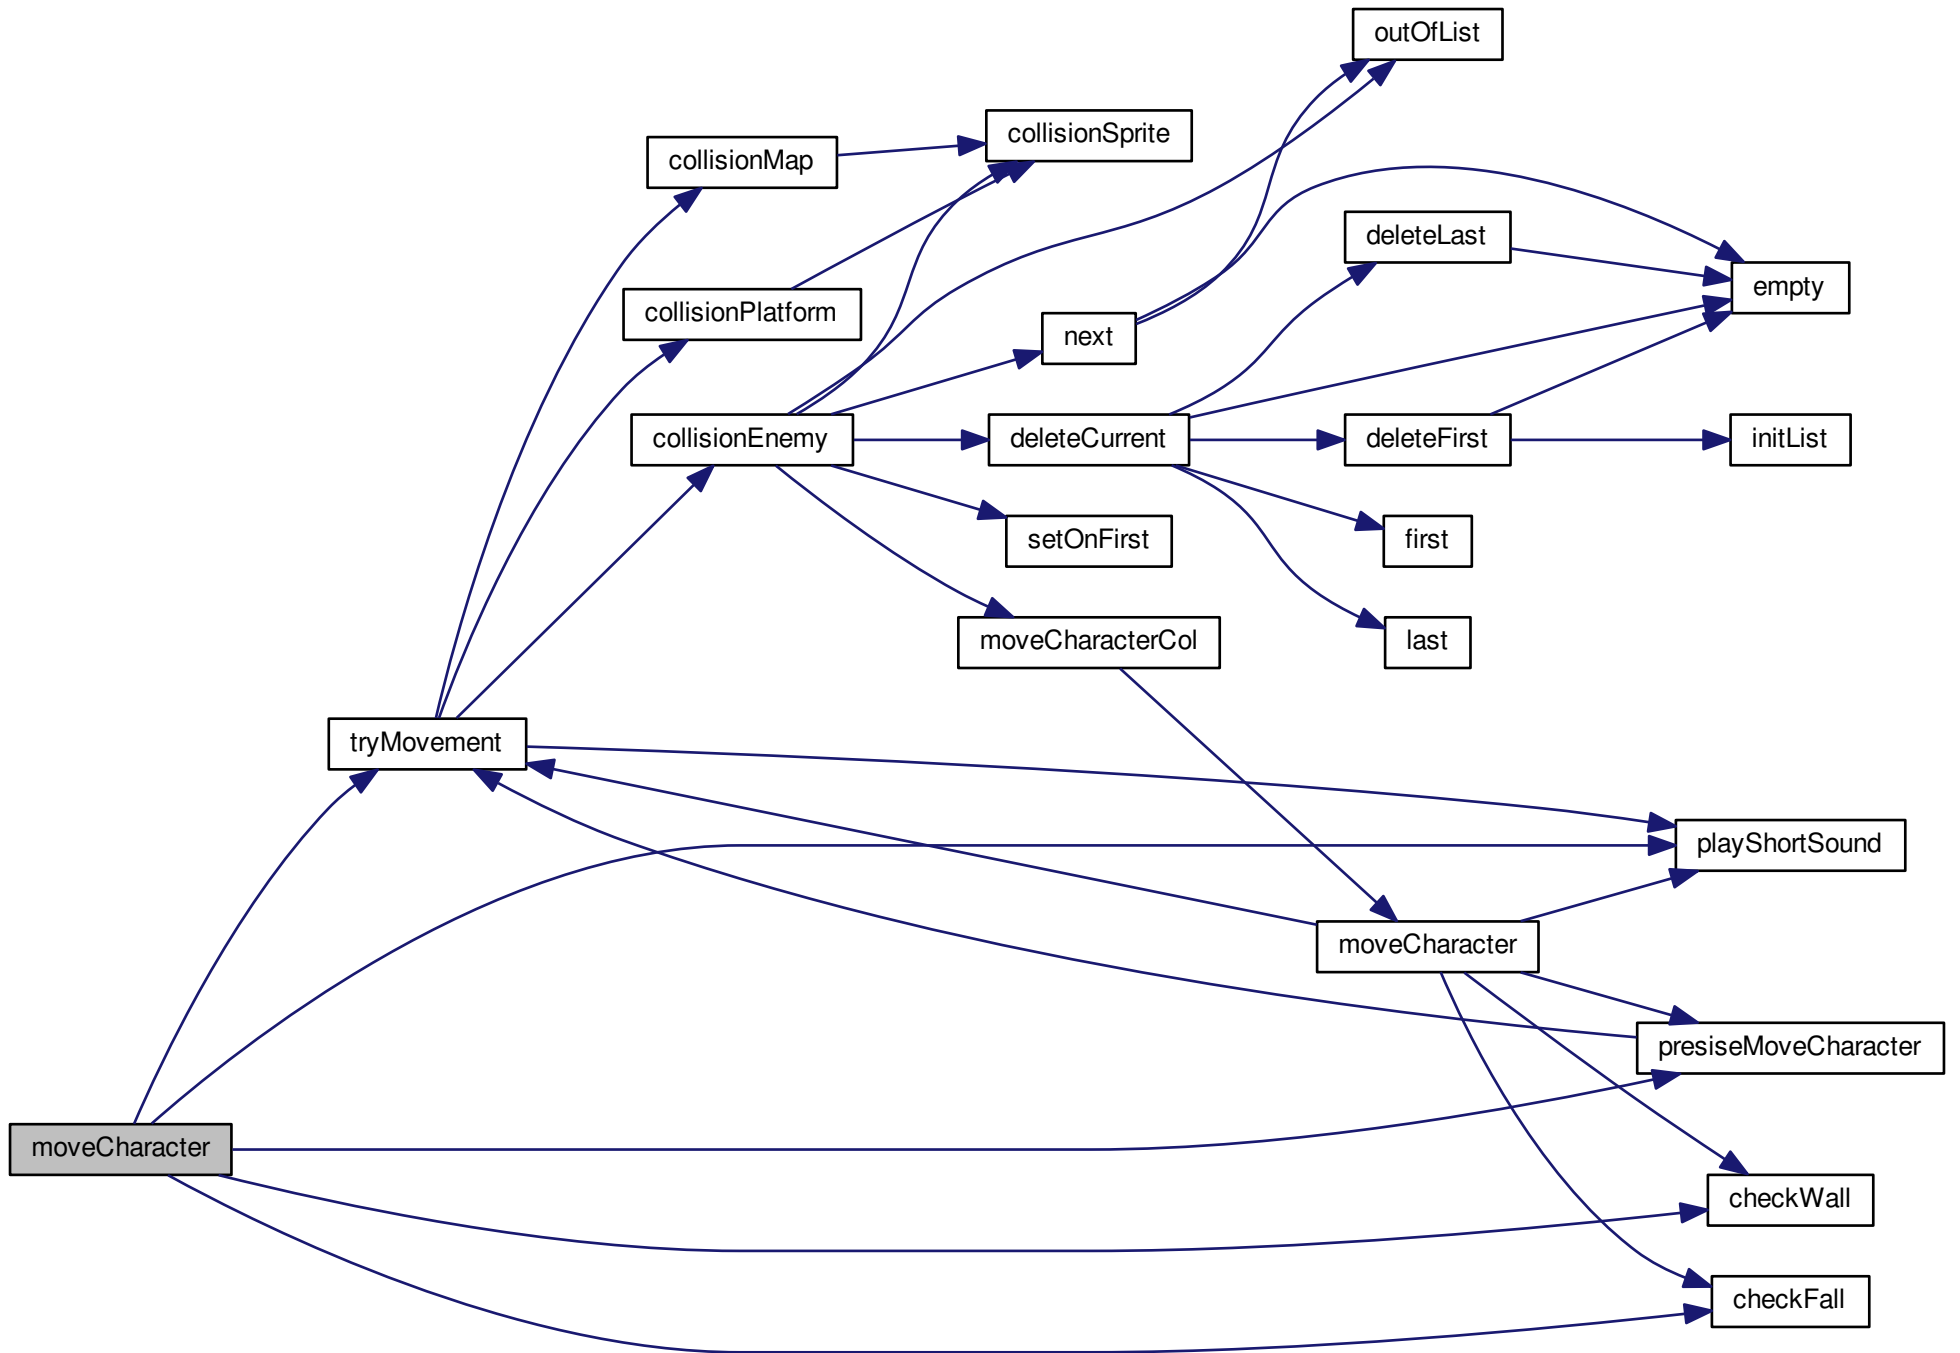 outOfList
collisionSprite
collisionMap
deleteLast
empty
collisionPlatform
next
collisionEnemy
deleteCurrent
deleteFirst
initList
setOnFirst
first
moveCharacterCol
last
tryMovement
playShortSound
moveCharacter
presiseMoveCharacter
moveCharacter
checkWall
checkFall